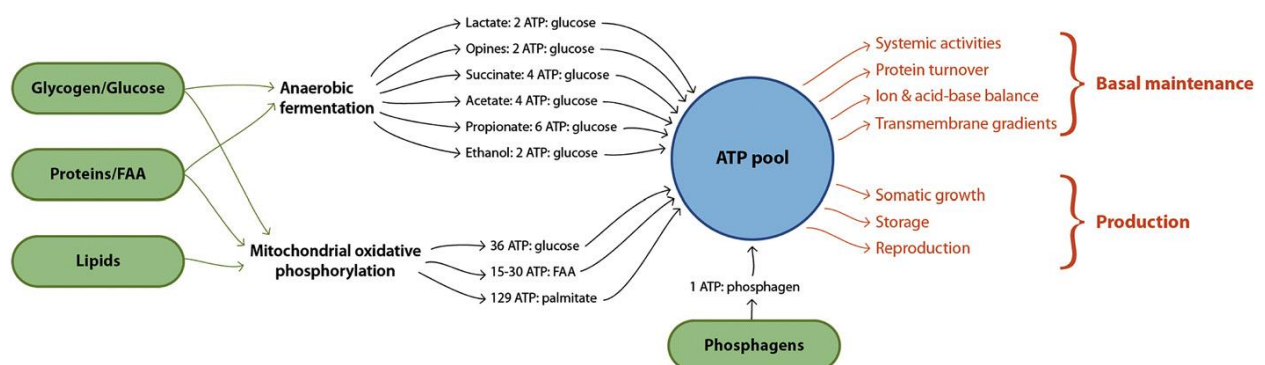 Glycogen/Glucose
Proteins/FAA
Lipids
Anaerobic
fermentation
Mitochondrial oxidative
phosphorylation
Lactate: 2 ATP: glucose
Opines: 2 ATP: glucose
Succinate: 4 ATP: glucose
Acetate: 4 ATP: glucose
Propionate: 6 ATP: glucose
Ethanol: 2 ATP: glucose
36 ATP: glucose
15-30 ATP: FAA
129 ATP: palmitate
ATP pool
1 ATP: phosphagen
Phosphagens
Systemic activities
Protein turnover
Ion & acid-base balance
Transmembrane gradients
Basal maintenance
Somatic growth
Storage
Reproduction
Production